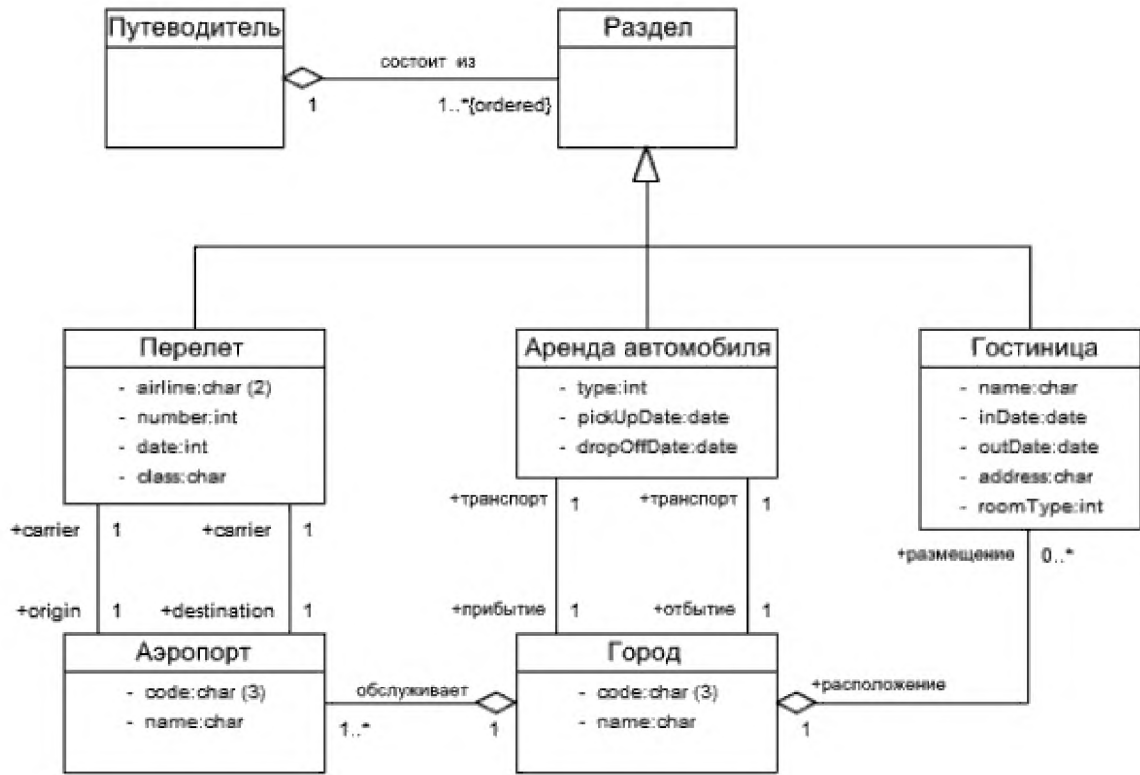 Путеводитель
Раздел
состоит из
1
1..*{ordered}
Перелет
- airline:char (2)
- number:int
- date:int
- class:char
Аренда автомобиля
- type:int
- pickUpDate:date
- dropOffDate:date
Гостиница
- name:char
- inDate:date
- outDate:date
- address:char
- roomType:int
+carrier 1 +carrier 1
+транспорт 1 +транспорт 1
+размещение 0..*
+origin 1 +destination 1
+прибытие 1 +отбытие 1
Аэропорт
- code:char (3)
- name:char
обслуживает
1..* 1
Город
- code:char (3)
- name:char
+расположение
1